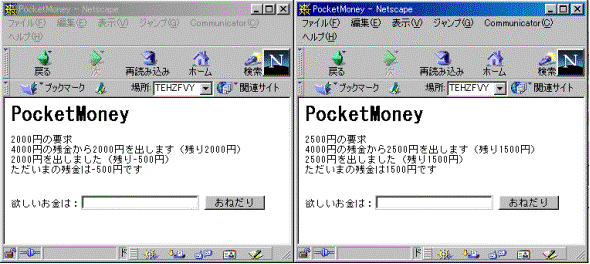 PocketMoney - Netscape
ファイル(F) 編集(E) 表示(V) ジャンプ(G) Communicator(C)
ヘルプ(H)
戻る 次 再読み込み ホーム 検索 N
ブックマーク 場所: TEHZFVY 関連サイト
PocketMoney
2000円の要求
4000円の残金から2000円を出します（残り2000円）
2000円を出しました（残り-500円）
ただいまの残金は-500円です
欲しいお金は： おねだり
PocketMoney - Netscape
ファイル(F) 編集(E) 表示(V) ジャンプ(G) Communicator(C)
ヘルプ(H)
戻る 次 再読み込み ホーム 検索 N
ブックマーク 場所: TEHZFVY 関連サイト
PocketMoney
2500円の要求
4000円の残金から2500円を出します（残り1500円）
2500円を出しました（残り1500円）
ただいまの残金は1500円です
欲しいお金は： おねだり